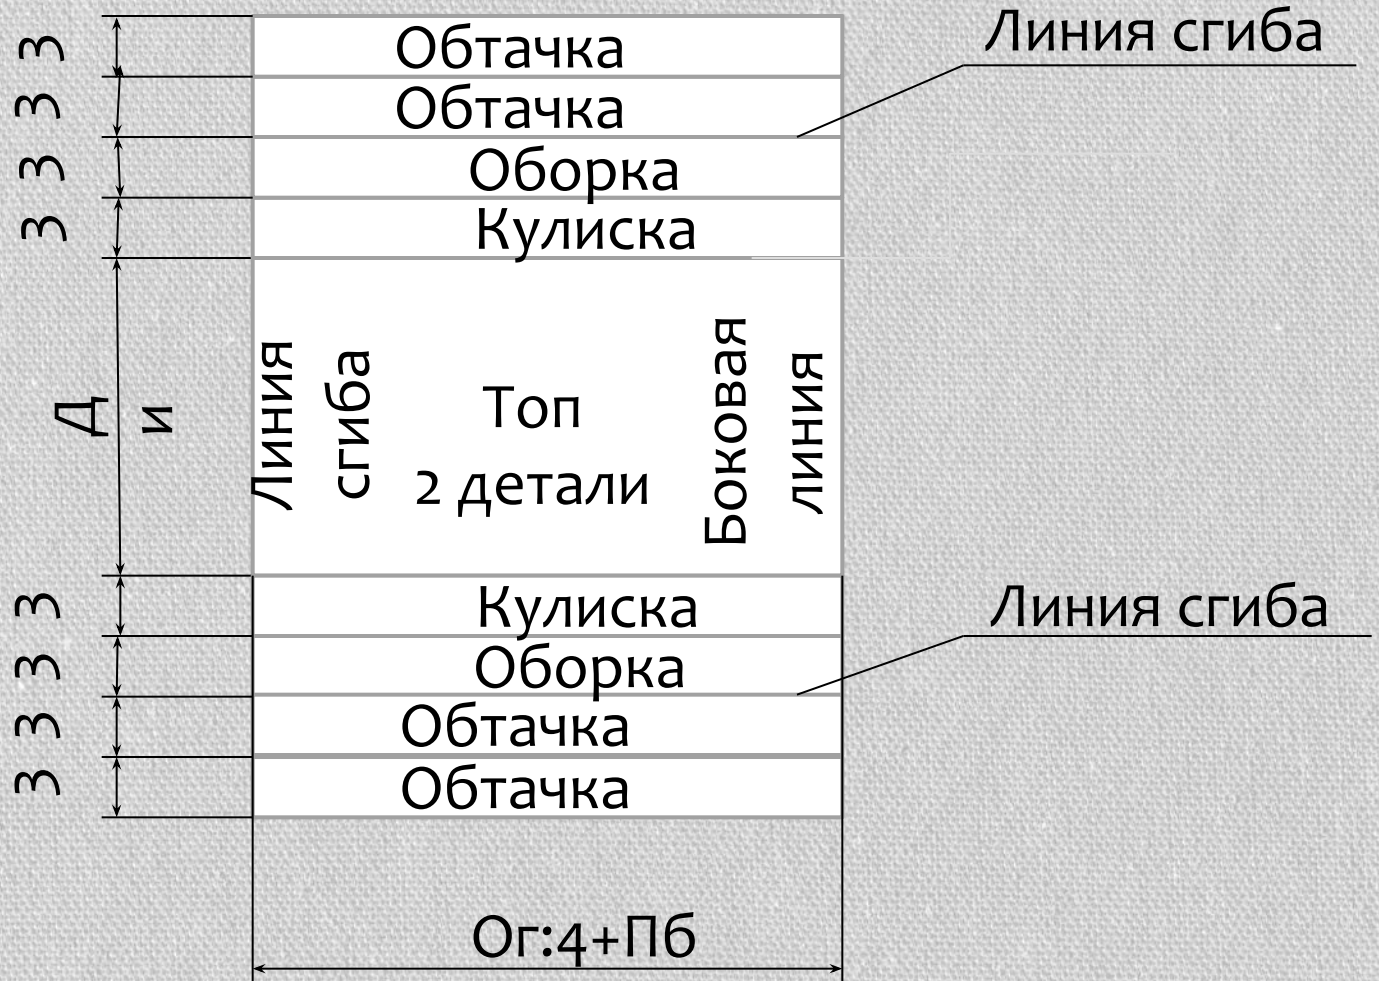 Линия сгиба
3
Обтачка
3
Обтачка
3
Оборка
3
Кулиска
Ди
Линия
сгиба
Топ
2 детали
Боковая
линия
3
Кулиска
Линия сгиба
3
Оборка
3
Обтачка
3
Обтачка
Ог:4+Пб